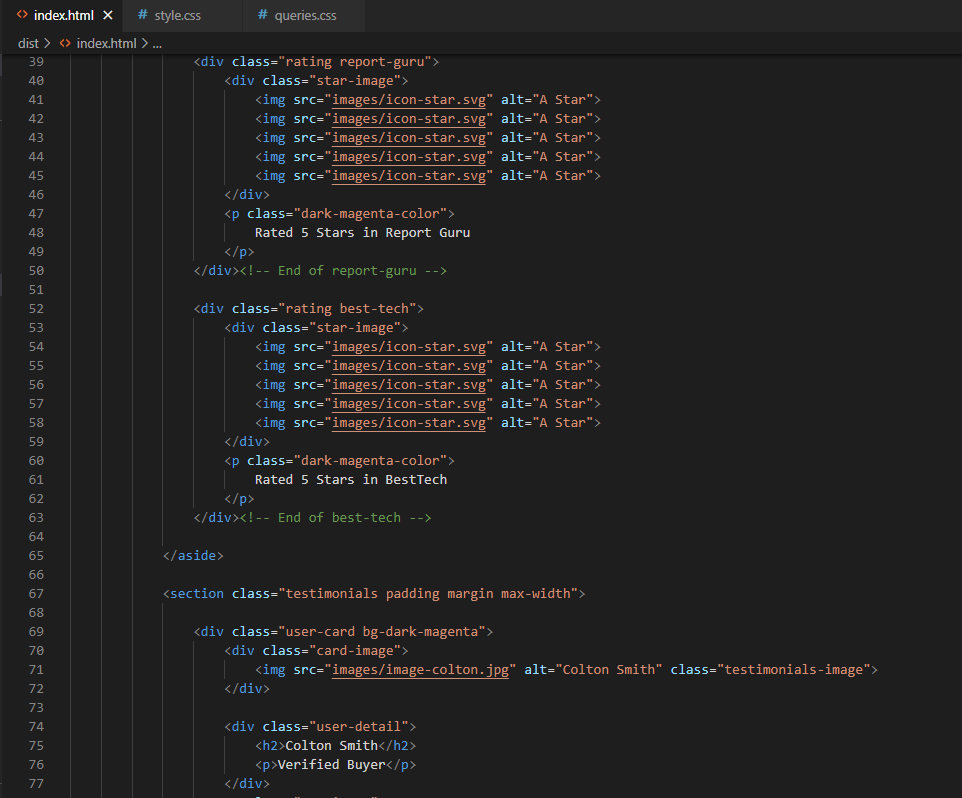 index.html
style.css
queries.css
dist > index.html > ...
39 <div class="rating report-guru">
40 <div class="star-image">
41 <img src="images/icon-star.svg" alt="A Star">
42 <img src="images/icon-star.svg" alt="A Star">
43 <img src="images/icon-star.svg" alt="A Star">
44 <img src="images/icon-star.svg" alt="A Star">
45 <img src="images/icon-star.svg" alt="A Star">
46 </div>
47 <p class="dark-magenta-color">
48 Rated 5 Stars in Report Guru
49 </p>
50 </div><!-- End of report-guru -->
51
52 <div class="rating best-tech">
53 <div class="star-image">
54 <img src="images/icon-star.svg" alt="A Star">
55 <img src="images/icon-star.svg" alt="A Star">
56 <img src="images/icon-star.svg" alt="A Star">
57 <img src="images/icon-star.svg" alt="A Star">
58 <img src="images/icon-star.svg" alt="A Star">
59 </div>
60 <p class="dark-magenta-color">
61 Rated 5 Stars in BestTech
62 </p>
63 </div><!-- End of best-tech -->
64
65 </aside>
66
67 <section class="testimonials padding margin max-width">
68
69 <div class="user-card bg-dark-magenta">
70 <div class="card-image">
71 <img src="images/image-colton.jpg" alt="Colton Smith" class="testimonials-image">
72 </div>
73
74 <div class="user-detail">
75 <h2>Colton Smith</h2>
76 <p>Verified Buyer</p>
77 </div>